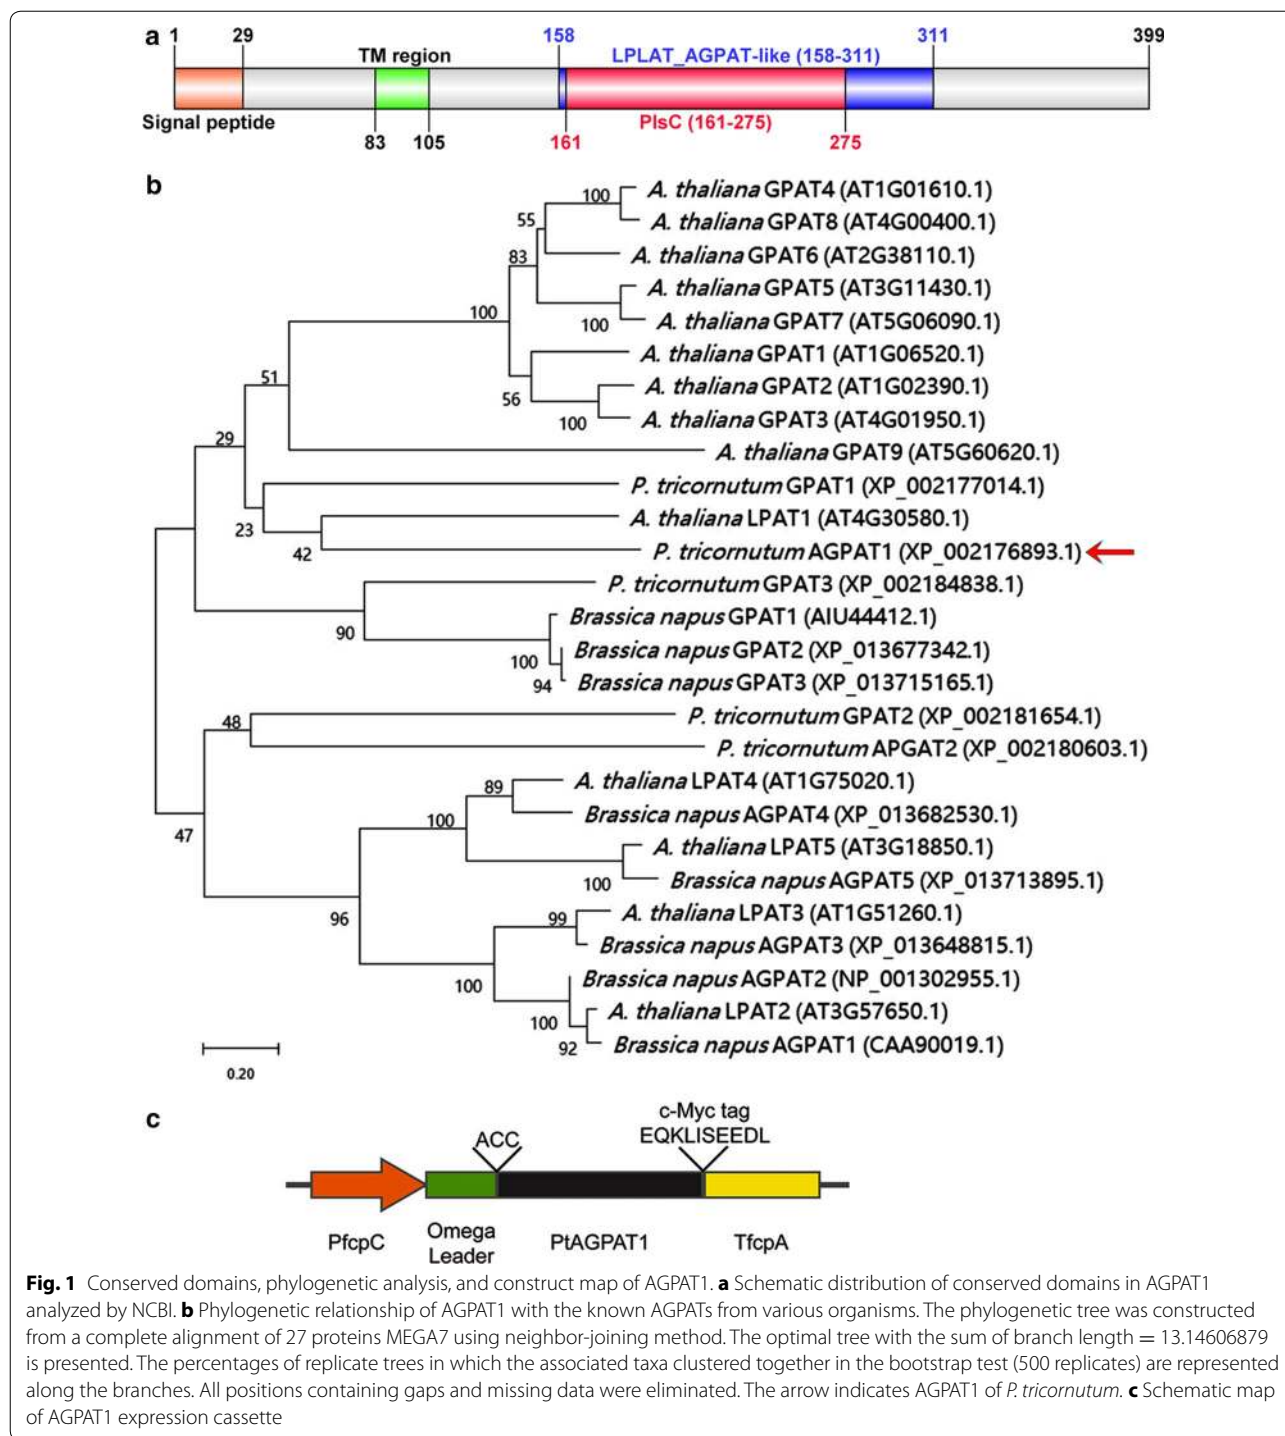 a
1 29 158 311 399
TM region LPLAT_AGPAT-like (158-311)
Signal peptide PlsC (161-275)
83 105 161 275
b
100 A. thaliana GPAT4 (AT1G01610.1)
55 A. thaliana GPAT8 (AT4G00400.1)
83 A. thaliana GPAT6 (AT2G38110.1)
A. thaliana GPAT5 (AT3G11430.1)
100 100 A. thaliana GPAT7 (AT5G06090.1)
A. thaliana GPAT1 (AT1G06520.1)
51 56 A. thaliana GPAT2 (AT1G02390.1)
100 A. thaliana GPAT3 (AT4G01950.1)
29 A. thaliana GPAT9 (AT5G60620.1)
P. tricornutum GPAT1 (XP_002177014.1)
23 A. thaliana LPAT1 (AT4G30580.1)
42 P. tricornutum AGPAT1 (XP_002176893.1)
P. tricornutum GPAT3 (XP_002184838.1)
90 Brassica napus GPAT1 (AIU44412.1)
100 Brassica napus GPAT2 (XP_013677342.1)
94 Brassica napus GPAT3 (XP_013715165.1)
48 P. tricornutum GPAT2 (XP_002181654.1)
P. tricornutum APGAT2 (XP_002180603.1)
89 A. thaliana LPAT4 (AT1G75020.1)
47 100 Brassica napus AGPAT4 (XP_013682530.1)
A. thaliana LPAT5 (AT3G18850.1)
100 Brassica napus AGPAT5 (XP_013713895.1)
96 99 A. thaliana LPAT3 (AT1G51260.1)
Brassica napus AGPAT3 (XP_013648815.1)
100 Brassica napus AGPAT2 (NP_001302955.1)
100 A. thaliana LPAT2 (AT3G57650.1)
92 Brassica napus AGPAT1 (CAA90019.1)
0.20
c
c-Myc tag
ACC EQKLISEEDL
PfcpC Omega Leader PtAGPAT1 TfcpA
Fig. 1 Conserved domains, phylogenetic analysis, and construct map of AGPAT1. a Schematic distribution of conserved domains in AGPAT1
analyzed by NCBI. b Phylogenetic relationship of AGPAT1 with the known AGPATs from various organisms. The phylogenetic tree was constructed
from a complete alignment of 27 proteins MEGA7 using neighbor-joining method. The optimal tree with the sum of branch length = 13.14606879
is presented. The percentages of replicate trees in which the associated taxa clustered together in the bootstrap test (500 replicates) are represented
along the branches. All positions containing gaps and missing data were eliminated. The arrow indicates AGPAT1 of P. tricornutum. c Schematic map
of AGPAT1 expression cassette